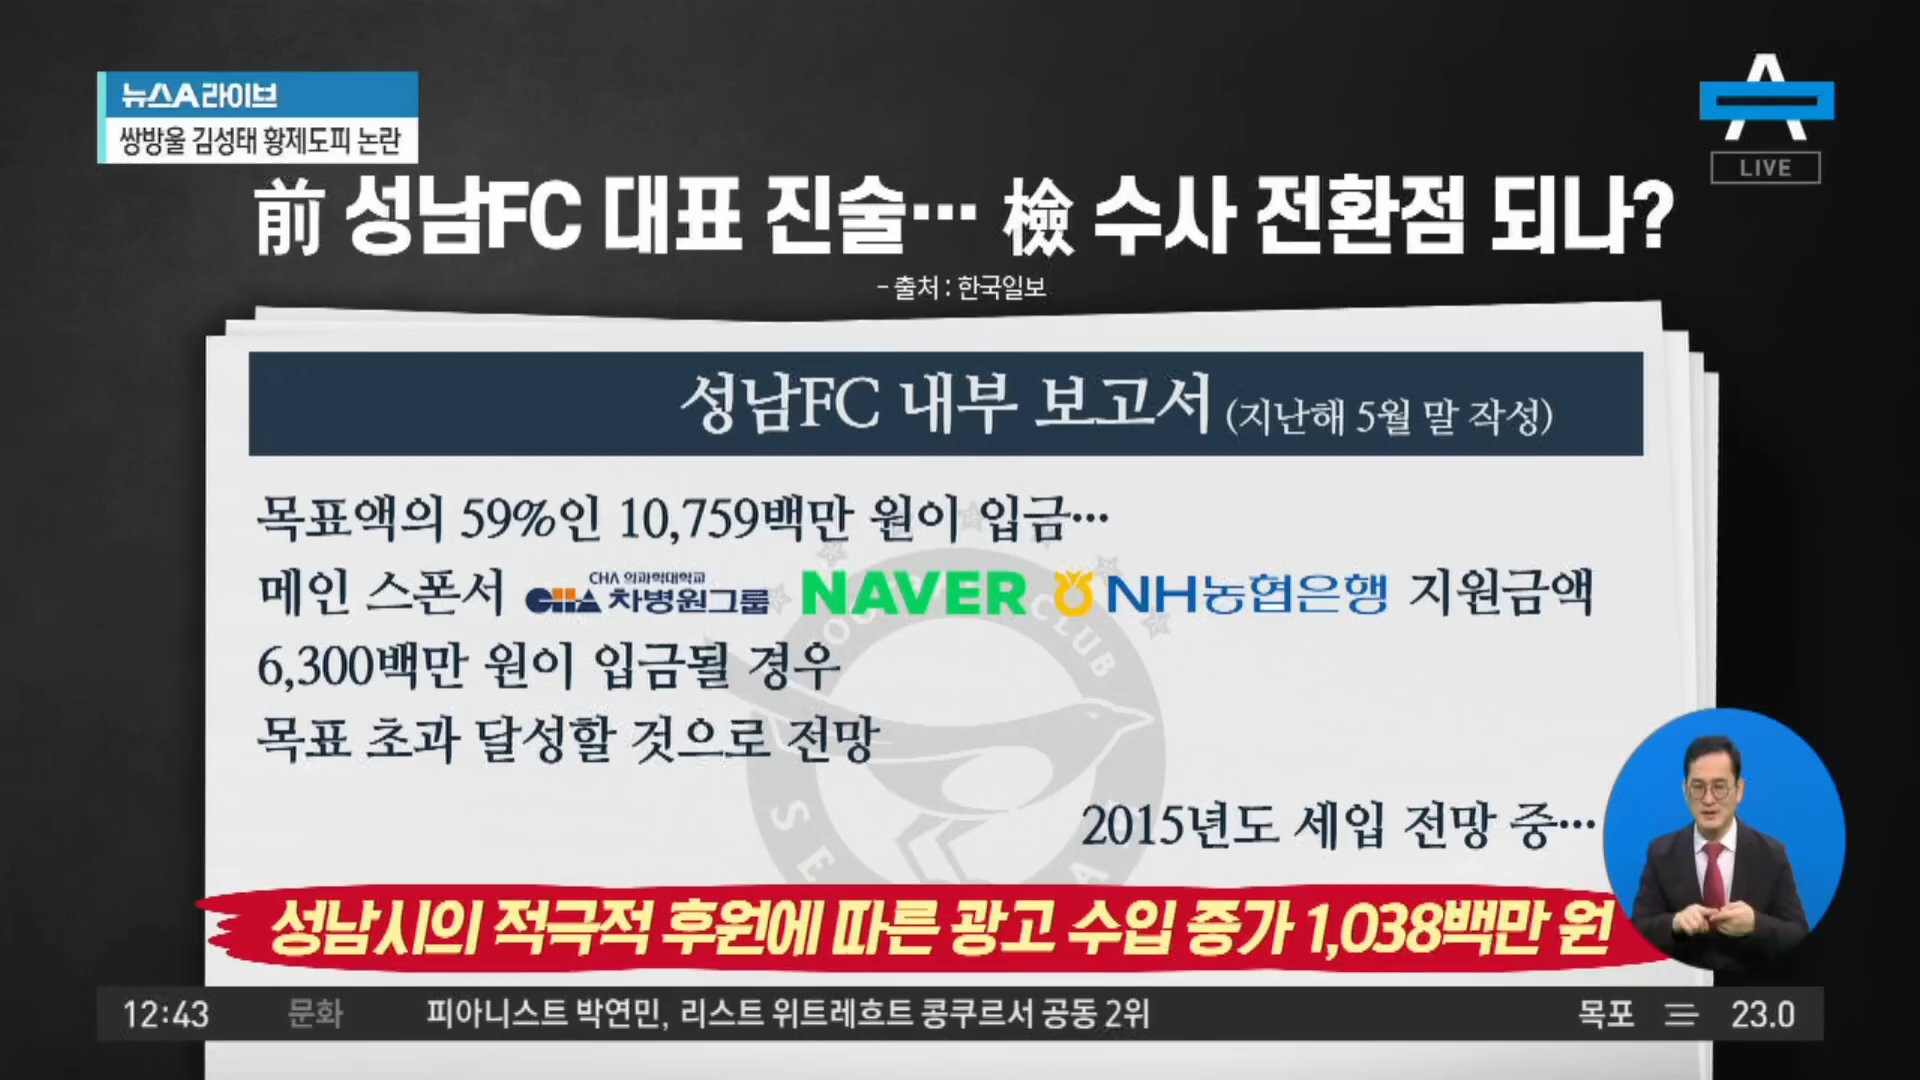 뉴스A라이브
쌍방울 김성태 황제도피 논란
LIVE
前 성남FC 대표 진술… 檢 수사 전환점 되나?
- 출처 : 한국일보
성남FC 내부 보고서 (지난해 5월 말 작성)
목표액의 59%인 10,759백만 원이 입금…
메인 스폰서 CHA 의과학대학교 CHA 차병원그룹 NAVER NH농협은행 지원금액
6,300백만 원이 입금될 경우
목표 초과 달성할 것으로 전망
2015년도 세입 전망 중…
성남시의 적극적 후원에 따른 광고 수입 증가 1,038백만 원
12:43 문화 피아니스트 박연민, 리스트 위트레흐트 콩쿠르서 공동 2위 목포 23.0